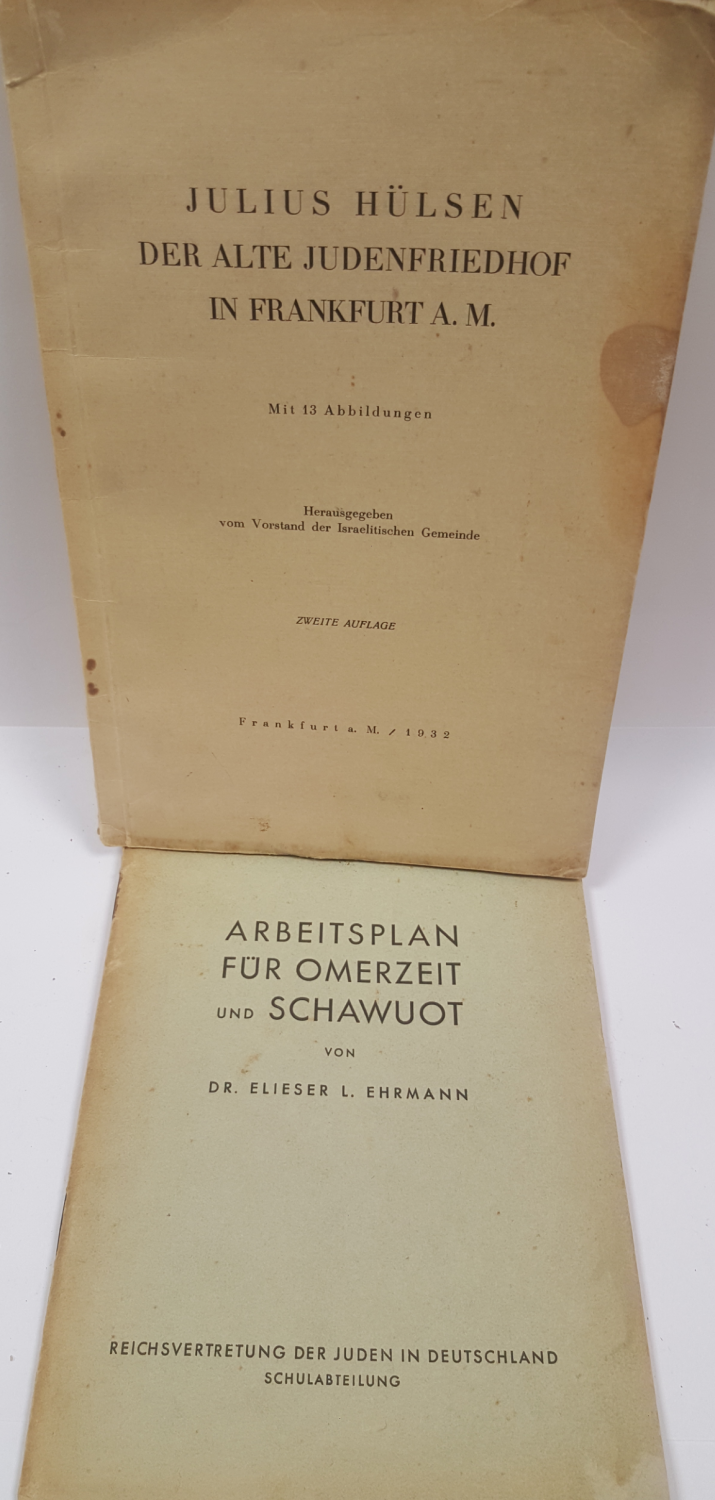 JULIUS HÜLSEN
DER ALTE JUDENFRIEDHOF
IN FRANKFURT A. M.
Mit 13 Abbildungen
Herausgegeben
vom Vorstand der Israelitischen Gemeinde
ZWEITE AUFLAGE
Frankfurt a. M. / 1932
ARBEITSPLAN
FÜR OMERZEIT
UND SCHAWUOT
VON
DR. ELIESER L. EHRMANN
REICHSVERTRETUNG DER JUDEN IN DEUTSCHLAND
SCHULABTEILUNG